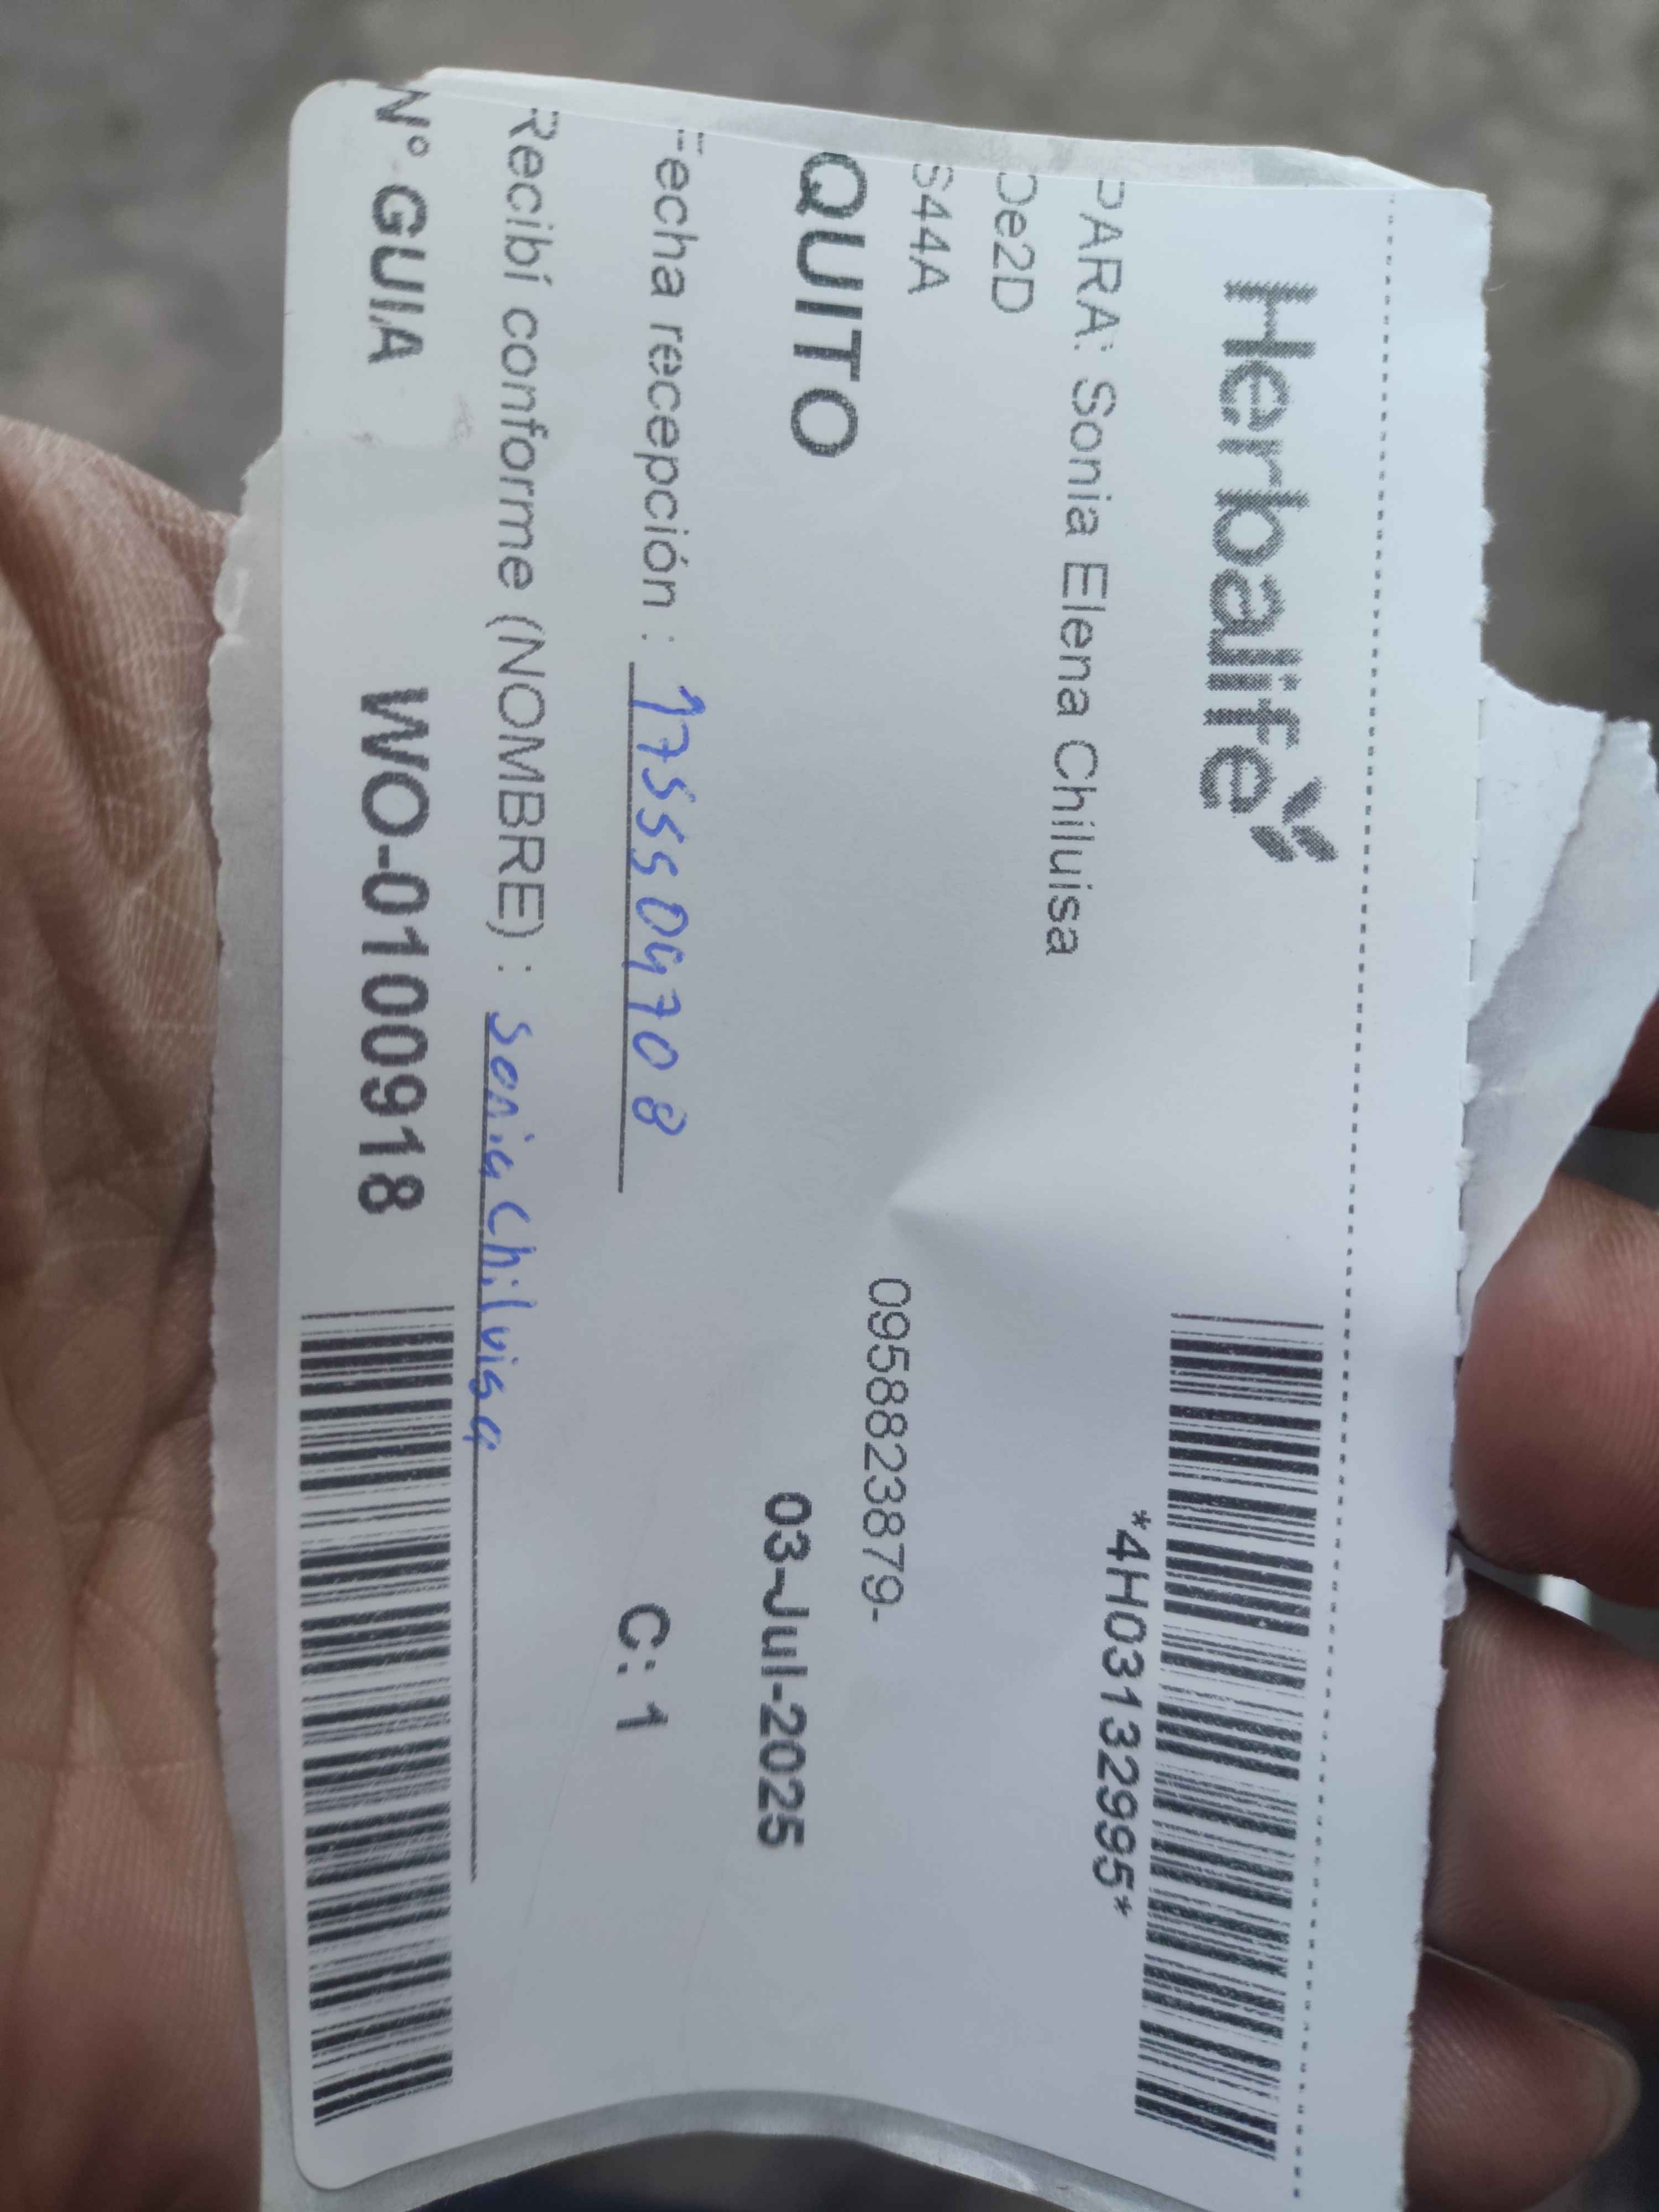 Herbalife
*4H03132995*
PARA: Sonia Elena Chiluisa
De2D
S44A
0958823879-
QUITO
03-Jul-2025
Fecha recepción : 1755504708
C: 1
Recibí conforme (NOMBRE) : Sonia Chiluisa
N° GUIA WO-0100918